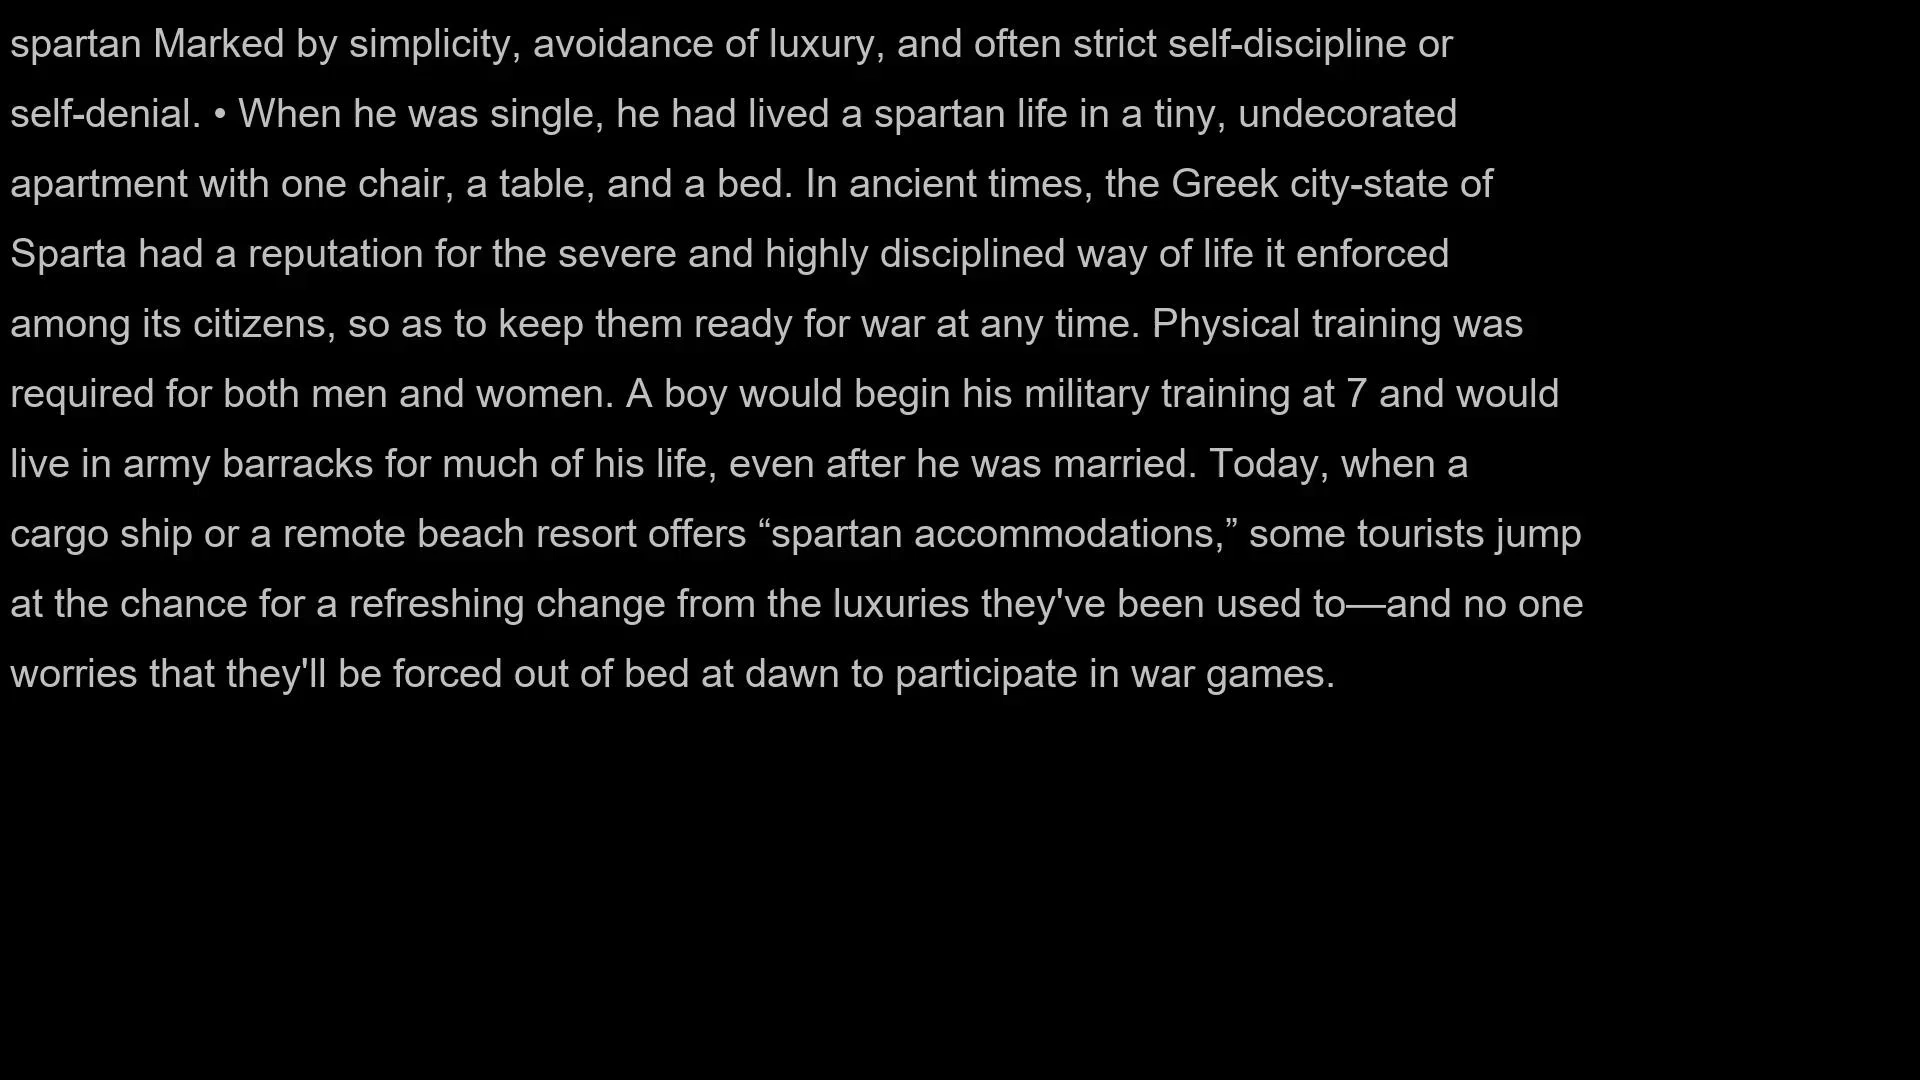 spartan Marked by simplicity, avoidance of luxury, and often strict self-discipline or
self-denial. • When he was single, he had lived a spartan life in a tiny, undecorated
apartment with one chair, a table, and a bed. In ancient times, the Greek city-state of
Sparta had a reputation for the severe and highly disciplined way of life it enforced
among its citizens, so as to keep them ready for war at any time. Physical training was
required for both men and women. A boy would begin his military training at 7 and would
live in army barracks for much of his life, even after he was married. Today, when a
cargo ship or a remote beach resort offers “spartan accommodations,” some tourists jump
at the chance for a refreshing change from the luxuries they've been used to—and no one
worries that they'll be forced out of bed at dawn to participate in war games.